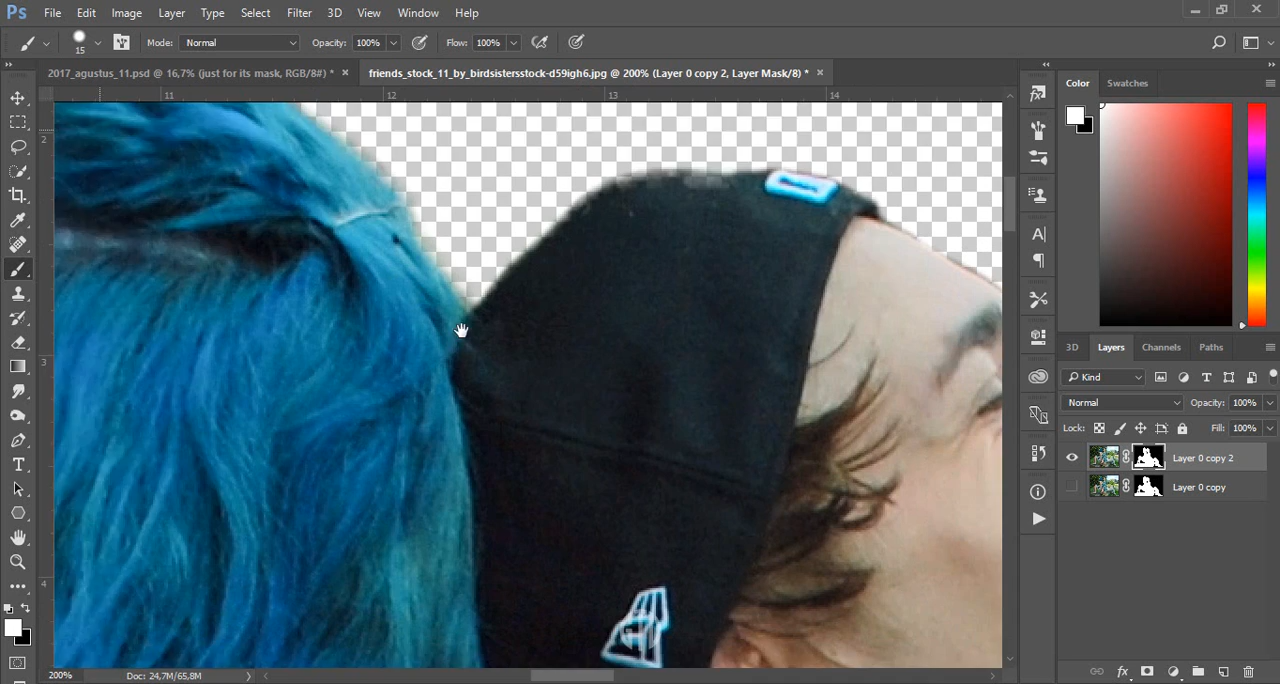 Ps File Edit Image Layer Type Select Filter 3D View Window Help
15 Mode: Normal Opacity: 100% Flow: 100%
2017_agustus_11.psd @ 16,7% (just for its mask, RGB/8#) * × friends_stock_11_by_birdsistersstock-d59igh6.jpg @ 200% (Layer 0 copy 2, Layer Mask/8) * ×
11 12 13 14
2
3
4
Color Swatches
3D Layers Channels Paths
Kind
Normal Opacity: 100%
Lock: Fill: 100%
Layer 0 copy 2
Layer 0 copy
fx
200% Doc: 24,7M/65,8M